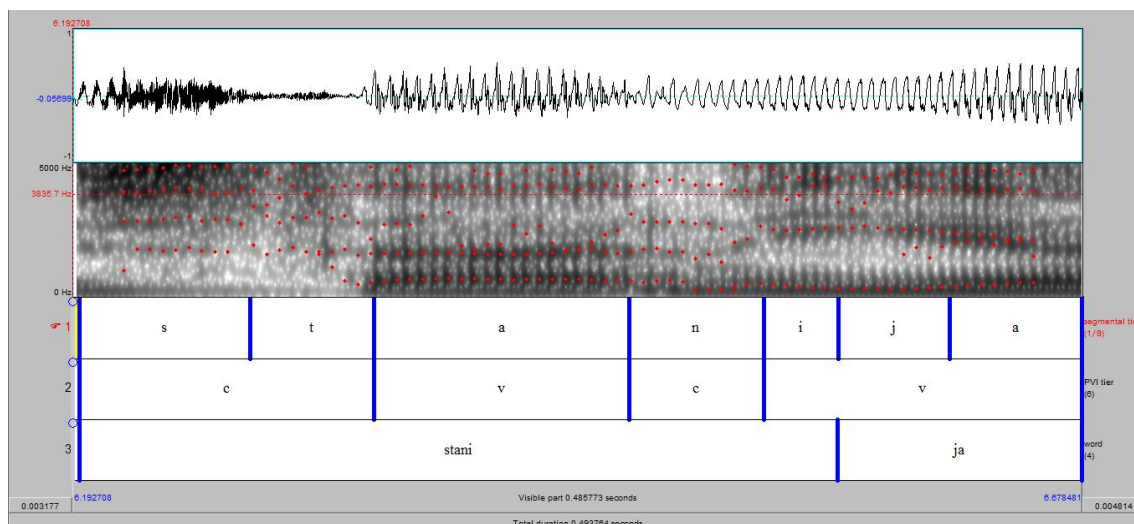 6.192708
1
-0.05699
-1
5000 Hz
3835.7 Hz
0 Hz
1 s t a n i j a segmental tie (1/9)
2 c v c v PVI tier (6)
3 stani ja word (4)
6.192708 Visible part 0.485773 seconds 6.678481
0.003177 Total duration 0.493764 seconds 0.004814